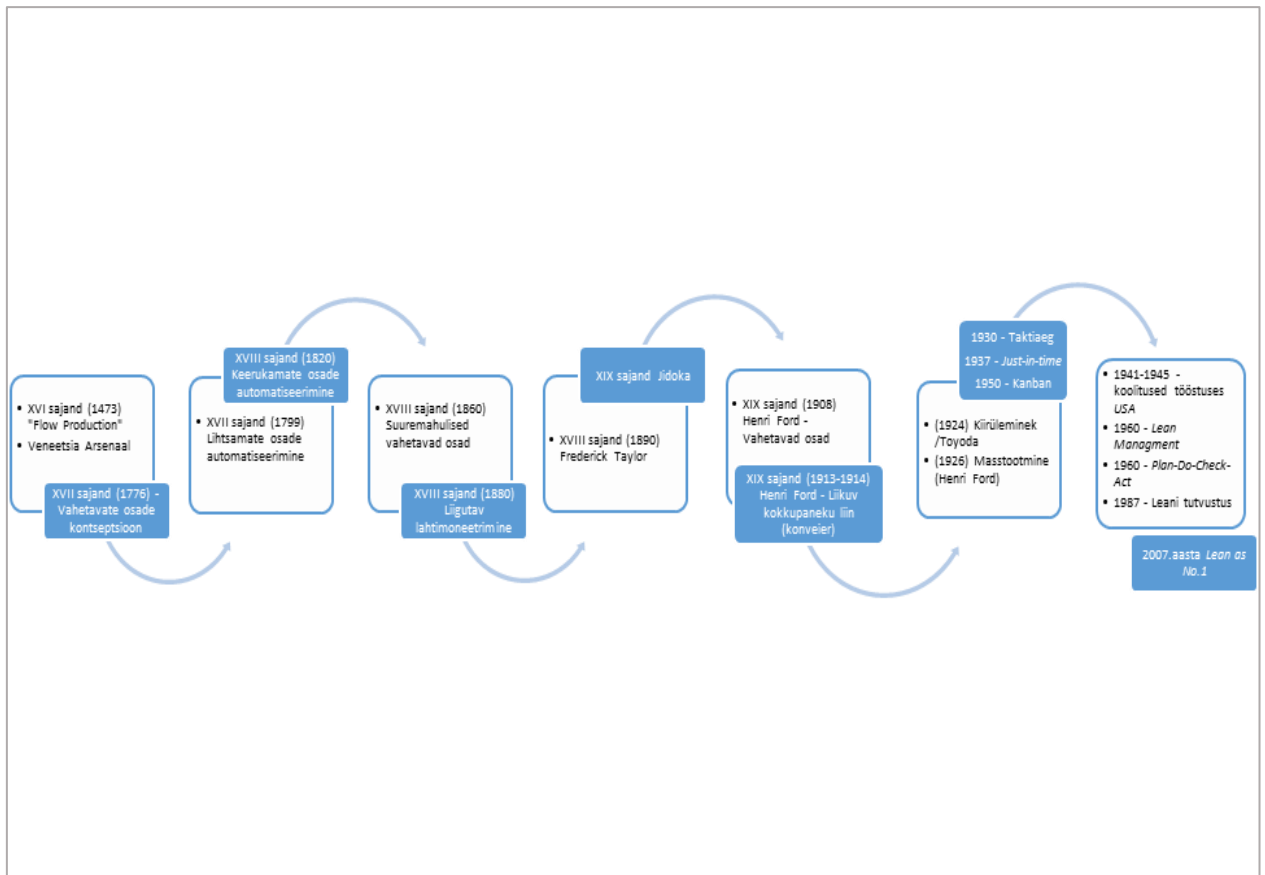 • XVI sajand (1473)
"Flow Production"
• Veneetsia Arsenaal
XVII sajand (1776) -
Vahetavate osade
kontseptsioon
XVIII sajand (1820)
Keerukamate osade
automatiseerimine
• XVII sajand (1799)
Lihtsamate osade
automatiseerimine
• XVIII sajand (1860)
Suuremahulised
vahetavad osad
XVIII sajand (1880)
Liigutav
lahtimoneetrimine
XIX sajand Jidoka
• XVIII sajand (1890)
Frederick Taylor
• XIX sajand (1908)
Henri Ford -
Vahetavad osad
XIX sajand (1913-1914)
Henri Ford - Liikuv
kokkupaneku liin
(konveier)
1930 - Taktiaeg
1937 - Just-in-time
1950 - Kanban
• (1924) Kiirüleminek
/Toyoda
• (1926) Masstootmine
(Henri Ford)
• 1941-1945 -
koolitused tööstuses
USA
• 1960 - Lean
Managment
• 1960 - Plan-Do-Check-
Act
• 1987 - Leani tutvustus
2007.aasta Lean as
No.1